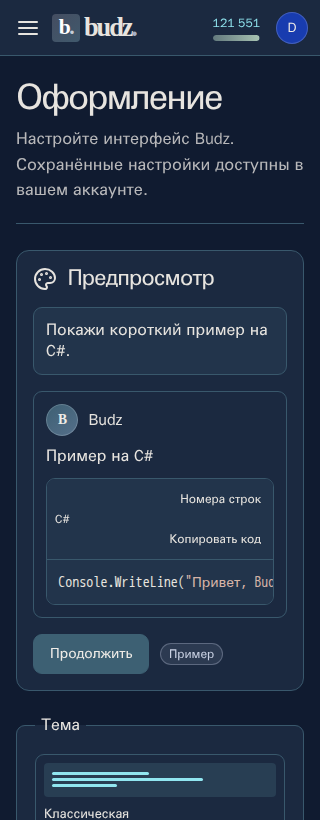 b. budz.
121 551
D
Оформление
Настройте интерфейс Budz.
Сохранённые настройки доступны в
вашем аккаунте.
Предпросмотр
Покажи короткий пример на
C#.
B
Budz
Пример на C#
Номера строк
C#
Копировать код
Console.WriteLine("Привет, Bud
Продолжить
Пример
Тема
Классическая